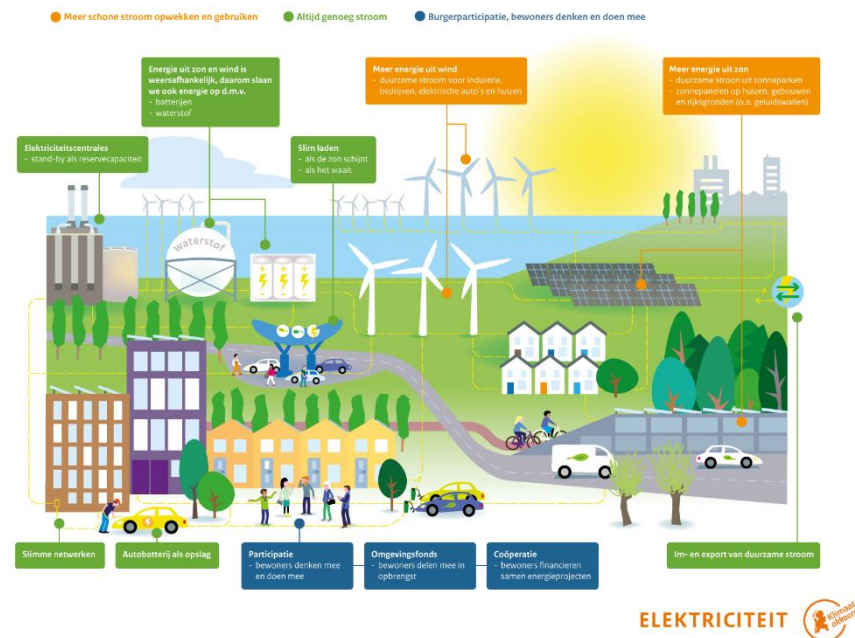 Meer schone stroom opwekken en gebruiken
Altijd genoeg stroom
Burgerparticipatie, bewoners denken en doen mee
Energie uit zon en wind is
weersafhankelijk, daarom slaan
we ook energie op d.m.v.
- batterijen
- waterstof
Meer energie uit wind
- duurzame stroom voor industrie,
bedrijven, elektrische auto's en huizen
Meer energie uit zon
- duurzame stroon uit zonneparken
- zonnepanelen op huizen, gebouwen
en rijksgronden (o.a. geluidswallen)
Elektriciteitscentrales
- stand-by als reservecapaciteit
Slim laden
- als de zon schijnt
- als het waait
waterstof
Slimme netwerken
Autobatterij als opslag
Participatie
- bewoners denken mee
en doen mee
Omgevingsfonds
- bewoners delen mee in
opbrengst
Coöperatie
- bewoners financieren
samen energieprojecten
Im- en export van duurzame stroom
ELEKTRICITEIT
Klimaat
akkoord